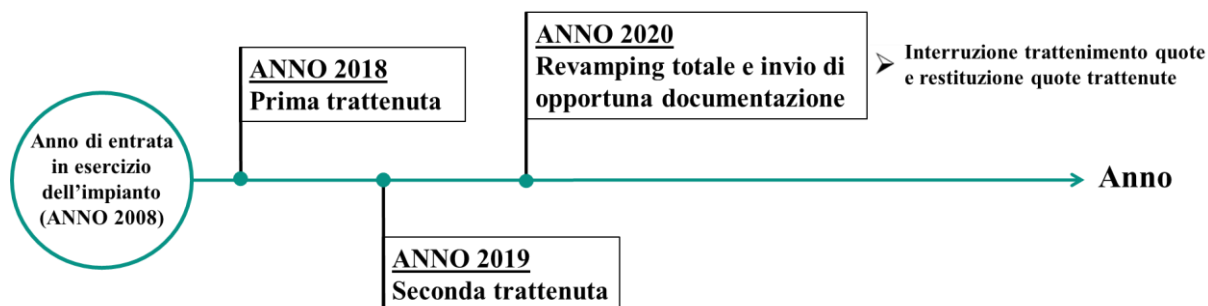 Anno di entrata
in esercizio
dell’impianto
(ANNO 2008)
ANNO 2018
Prima trattenuta
ANNO 2019
Seconda trattenuta
ANNO 2020
Revamping totale e invio di
opportuna documentazione
Interruzione trattenimento quote
e restituzione quote trattenute
Anno